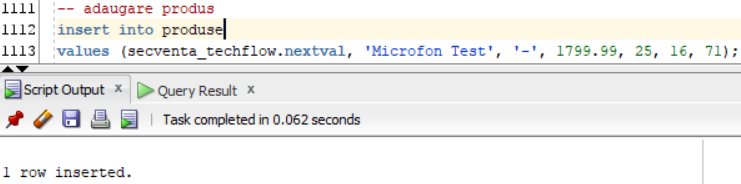 1111 -- adaugare produs
1112 insert into produse
1113 values (secventa_techflow.nextval, 'Microfon Test', '-', 1799.99, 25, 16, 71);
Script Output x Query Result x
Task completed in 0.062 seconds
1 row inserted.